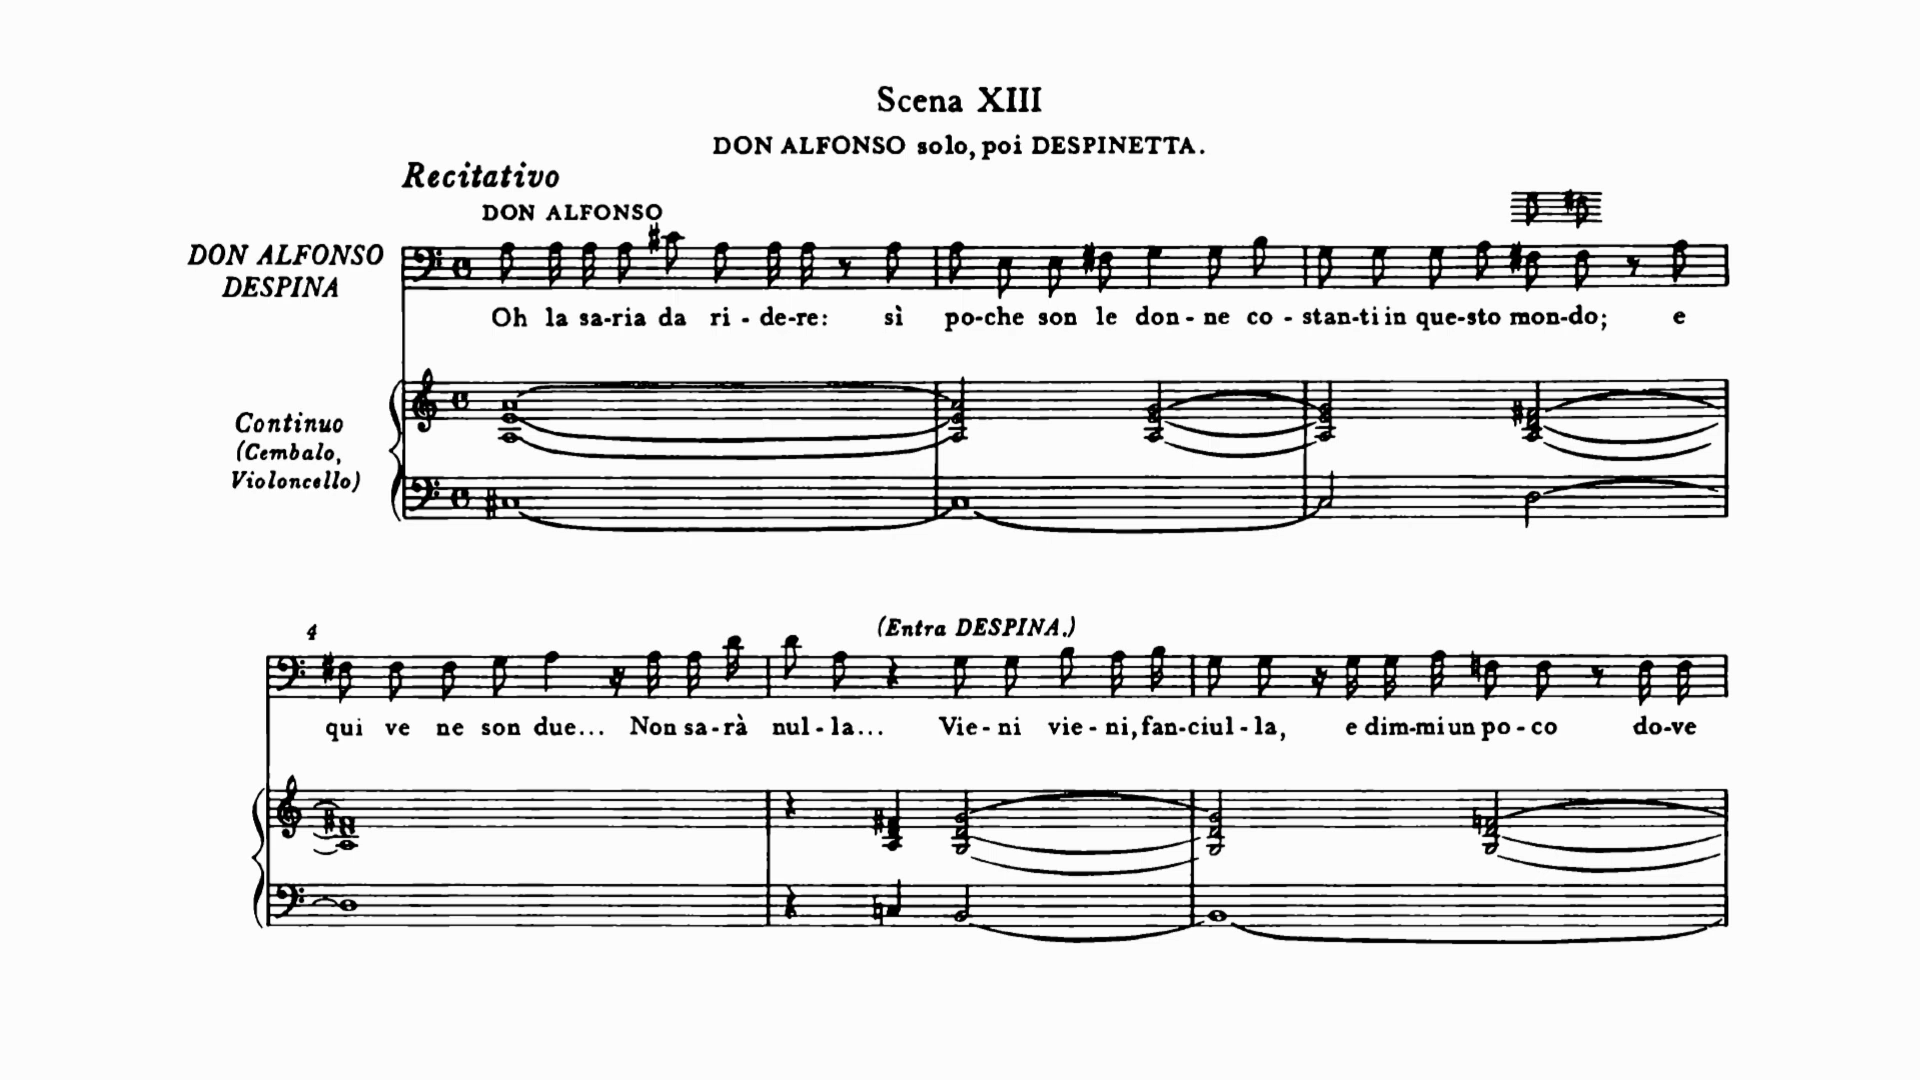 Scena XIII
DON ALFONSO solo, poi DESPINETTA.
Recitativo
DON ALFONSO
DON ALFONSO
DESPINA
Oh la sa-ria da ri - de-re: sì po-che son le don - ne co - stan-ti in que-sto mon-do; e
Continuo
(Cembalo,
Violoncello)
4
(Entra DESPINA.)
qui ve ne son due... Non sa-rà nul-la... Vie-ni vie-ni, fan-ciul-la, e dim-mi un po-co do-ve